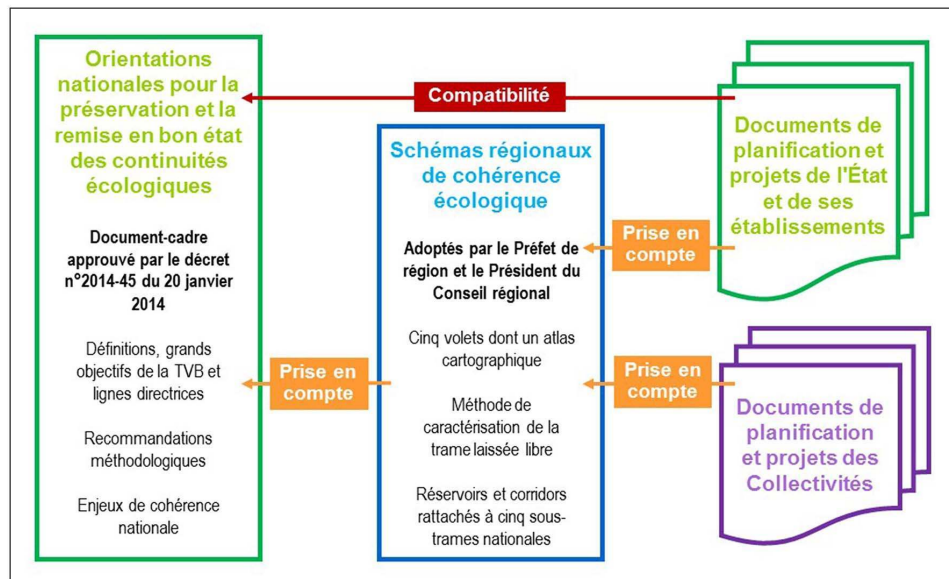 Orientations
nationales pour la
préservation et la
remise en bon état
des continuités
écologiques
Document-cadre
approuvé par le décret
n°2014-45 du 20 janvier
2014
Définitions, grands
objectifs de la TVB et
lignes directrices
Recommandations
méthodologiques
Enjeux de cohérence
nationale
Compatibilité
Prise en
compte
Schémas régionaux
de cohérence
écologique
Adoptés par le Préfet de
région et le Président du
Conseil régional
Cinq volets dont un atlas
cartographique
Méthode de
caractérisation de la
trame laissée libre
Réservoirs et corridors
rattachés à cinq sous-
trames nationales
Prise en
compte
Prise en
compte
Documents de
planification et
projets de l'État
et de ses
établissements
Documents de
planification
et projets des
Collectivités